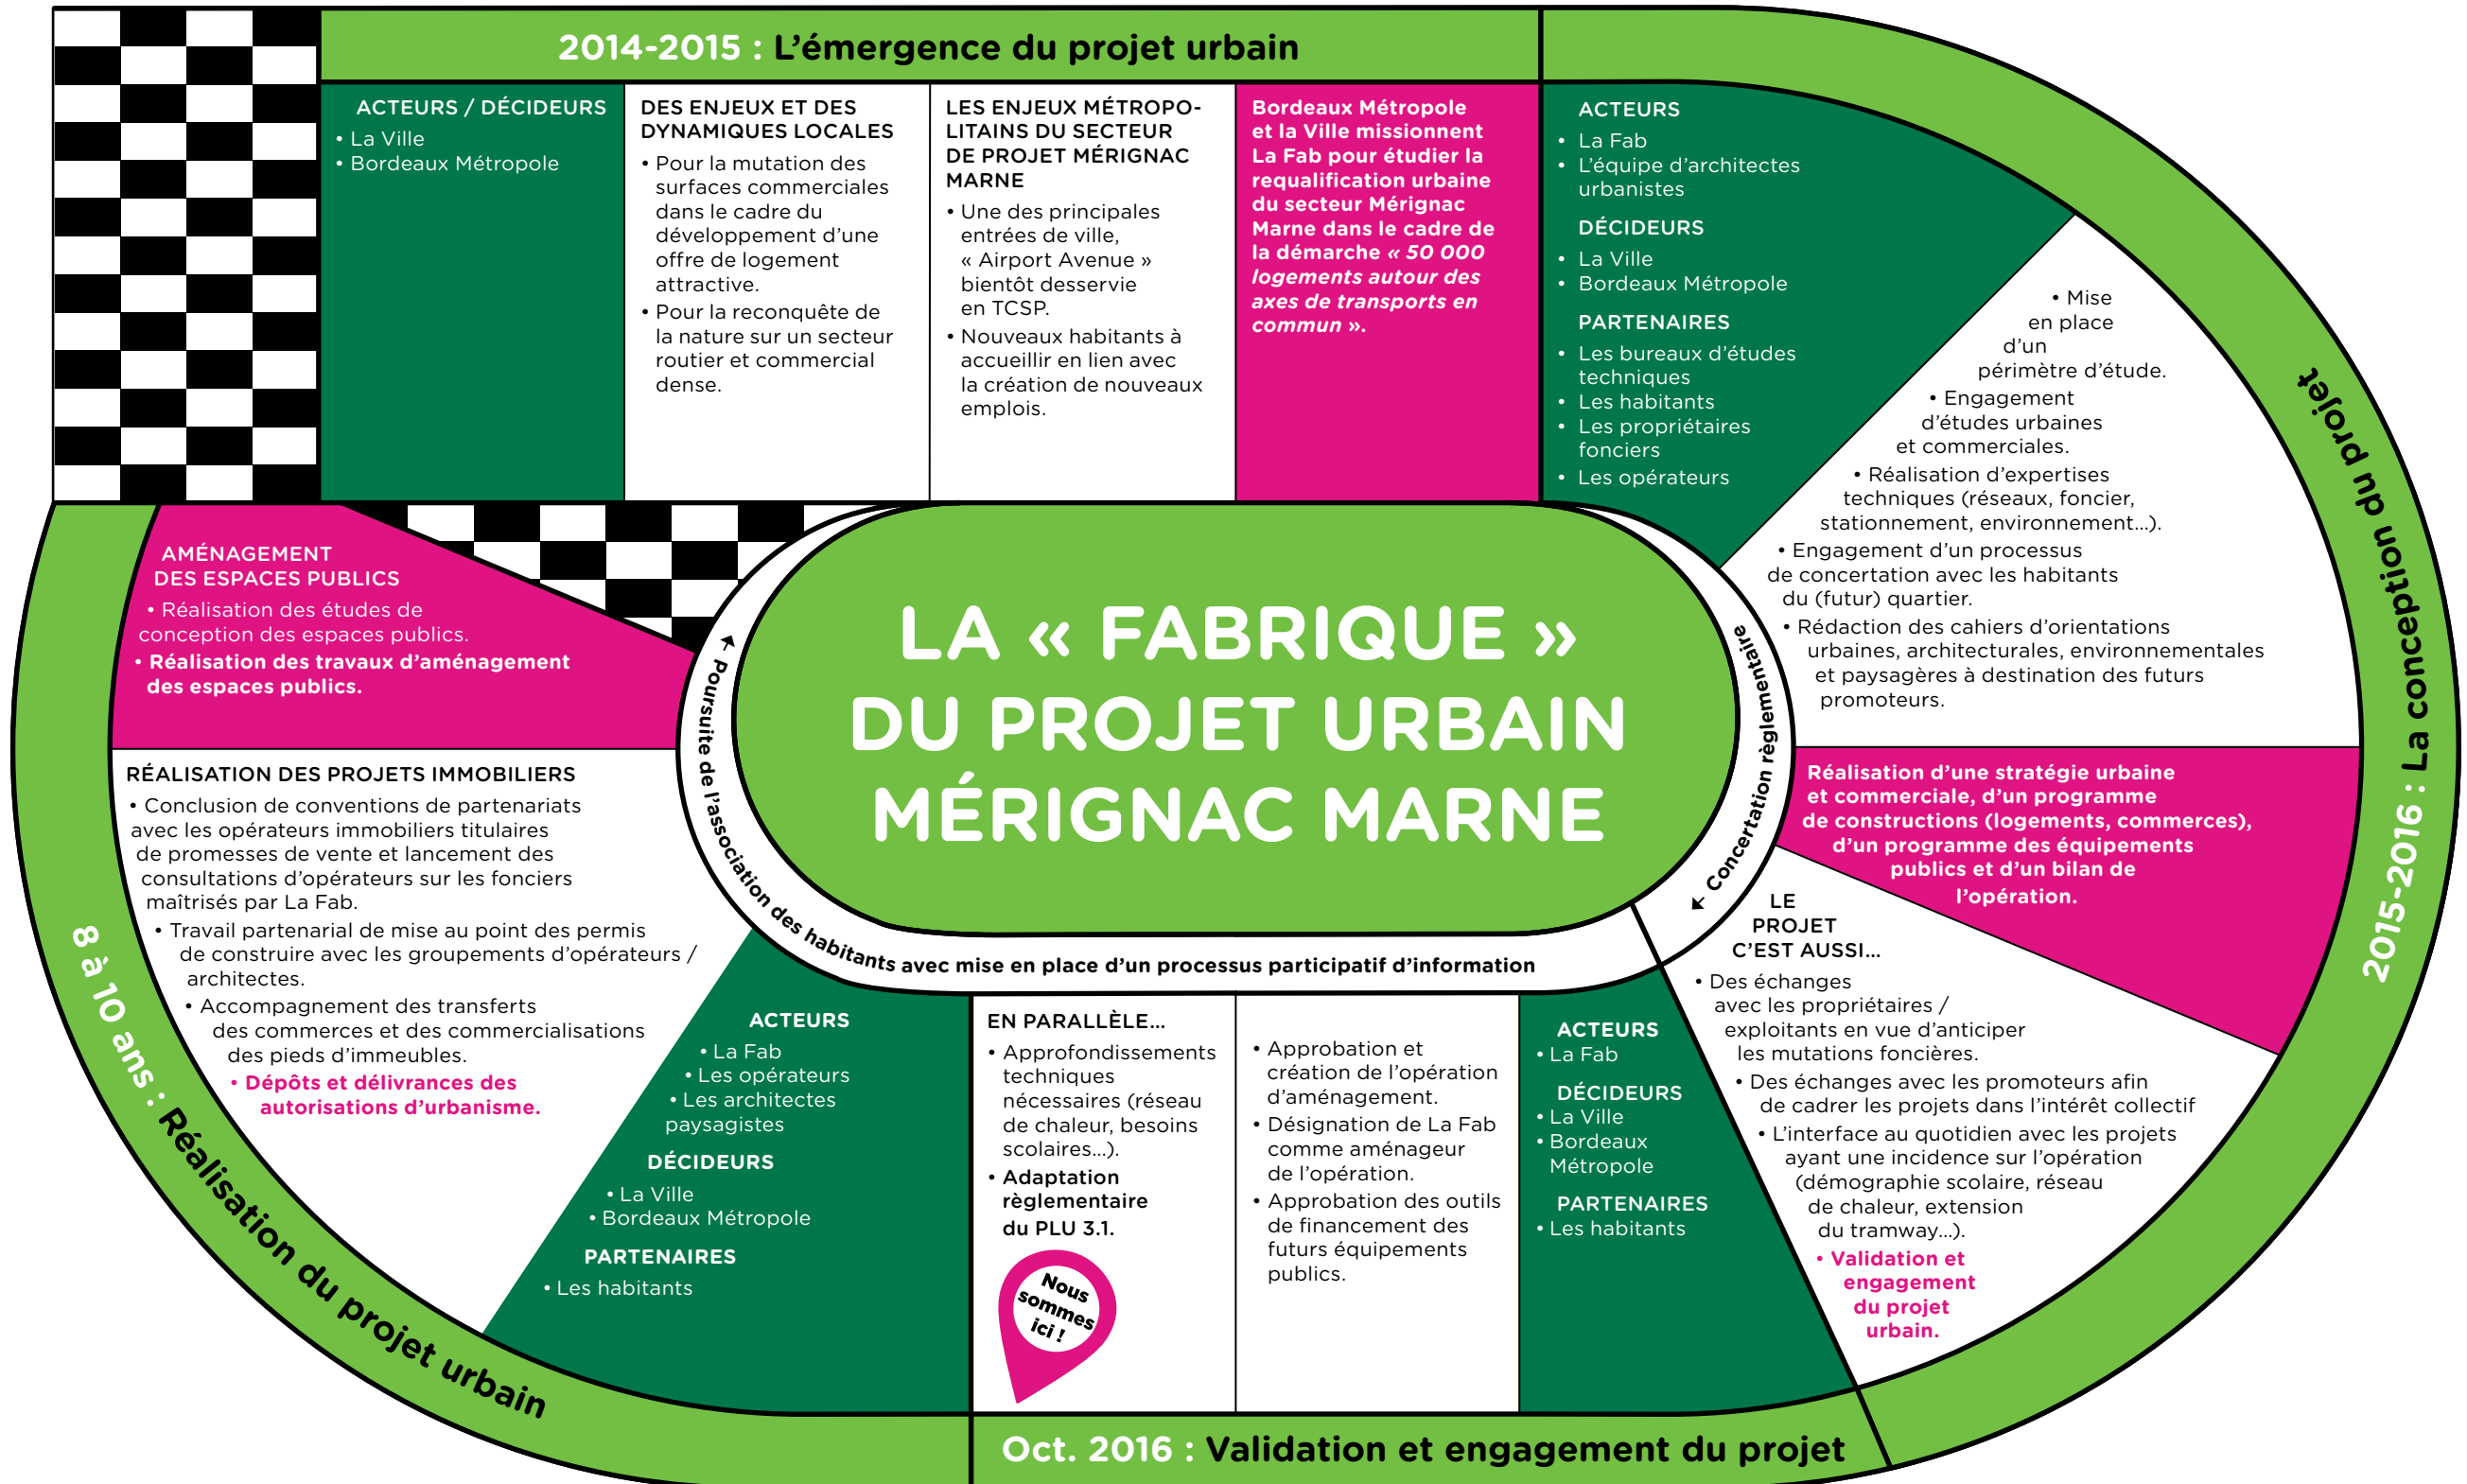 2014-2015 : L'émergence du projet urbain
ACTEURS / DÉCIDEURS
• La Ville
• Bordeaux Métropole
DES ENJEUX ET DES
DYNAMIQUES LOCALES
• Pour la mutation des
surfaces commerciales
dans le cadre du
développement d'une
offre de logement
attractive.
• Pour la reconquête de
la nature sur un secteur
routier et commercial
dense.
LES ENJEUX MÉTROPO-
LITAINS DU SECTEUR
DE PROJET MÉRIGNAC
MARNE
• Une des principales
entrées de ville,
« Airport Avenue »
bientôt desservie
en TCSP.
• Nouveaux habitants à
accueillir en lien avec
la création de nouveaux
emplois.
Bordeaux Métropole
et la Ville missionnent
La Fab pour étudier la
requalification urbaine
du secteur Mérignac
Marne dans le cadre de
la démarche « 50 000
logements autour des
axes de transports en
commun ».
2015-2016 : La conception du projet
ACTEURS
• La Fab
• L'équipe d'architectes
urbanistes
DÉCIDEURS
• La Ville
• Bordeaux Métropole
PARTENAIRES
• Les bureaux d'études
techniques
• Les habitants
• Les propriétaires
fonciers
• Les opérateurs
• Mise
en place
d'un
périmètre d'étude.
• Engagement
d'études urbaines
et commerciales.
• Réalisation d'expertises
techniques (réseaux, foncier,
stationnement, environnement...).
• Engagement d'un processus
de concertation avec les habitants
du (futur) quartier.
• Rédaction des cahiers d'orientations
urbaines, architecturales, environnementales
et paysagères à destination des futurs
promoteurs.
Réalisation d'une stratégie urbaine
et commerciale, d'un programme
de constructions (logements, commerces),
d'un programme des équipements
publics et d'un bilan de
l'opération.
LE
PROJET
C'EST AUSSI...
• Des échanges
avec les propriétaires /
exploitants en vue d'anticiper
les mutations foncières.
• Des échanges avec les promoteurs afin
de cadrer les projets dans l'intérêt collectif
• L'interface au quotidien avec les projets
ayant une incidence sur l'opération
(démographie scolaire, réseau
de chaleur, extension
du tramway...).
• Validation et
engagement
du projet
urbain.
LA « FABRIQUE »
DU PROJET URBAIN
MÉRIGNAC MARNE
← Concertation règlementaire
← Poursuite de l'association des habitants avec mise en place d'un processus participatif d'information
Oct. 2016 : Validation et engagement du projet
ACTEURS
• La Fab
DÉCIDEURS
• La Ville
• Bordeaux
Métropole
PARTENAIRES
• Les habitants
• Approbation et
création de l'opération
d'aménagement.
• Désignation de La Fab
comme aménageur
de l'opération.
• Approbation des outils
de financement des
futurs équipements
publics.
EN PARALLÈLE...
• Approfondissements
techniques
nécessaires (réseau
de chaleur, besoins
scolaires...).
• Adaptation
règlementaire
du PLU 3.1.
Nous
sommes
ici !
8 à 10 ans : Réalisation du projet urbain
ACTEURS
• La Fab
• Les opérateurs
• Les architectes
paysagistes
DÉCIDEURS
• La Ville
• Bordeaux Métropole
PARTENAIRES
• Les habitants
RÉALISATION DES PROJETS IMMOBILIERS
• Conclusion de conventions de partenariats
avec les opérateurs immobiliers titulaires
de promesses de vente et lancement des
consultations d'opérateurs sur les fonciers
maîtrisés par La Fab.
• Travail partenarial de mise au point des permis
de construire avec les groupements d'opérateurs /
architectes.
• Accompagnement des transferts
des commerces et des commercialisations
des pieds d'immeubles.
• Dépôts et délivrances des
autorisations d'urbanisme.
AMÉNAGEMENT
DES ESPACES PUBLICS
• Réalisation des études de
conception des espaces publics.
• Réalisation des travaux d'aménagement
des espaces publics.